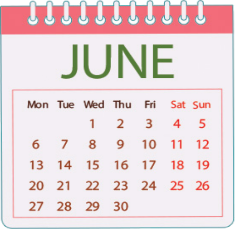 JUNE
Mon Tue Wed Thu Fri Sat Sun
1 2 3 4 5
6 7 8 9 10 11 12
13 14 15 16 17 18 19
20 21 22 23 24 25 26
27 28 29 30